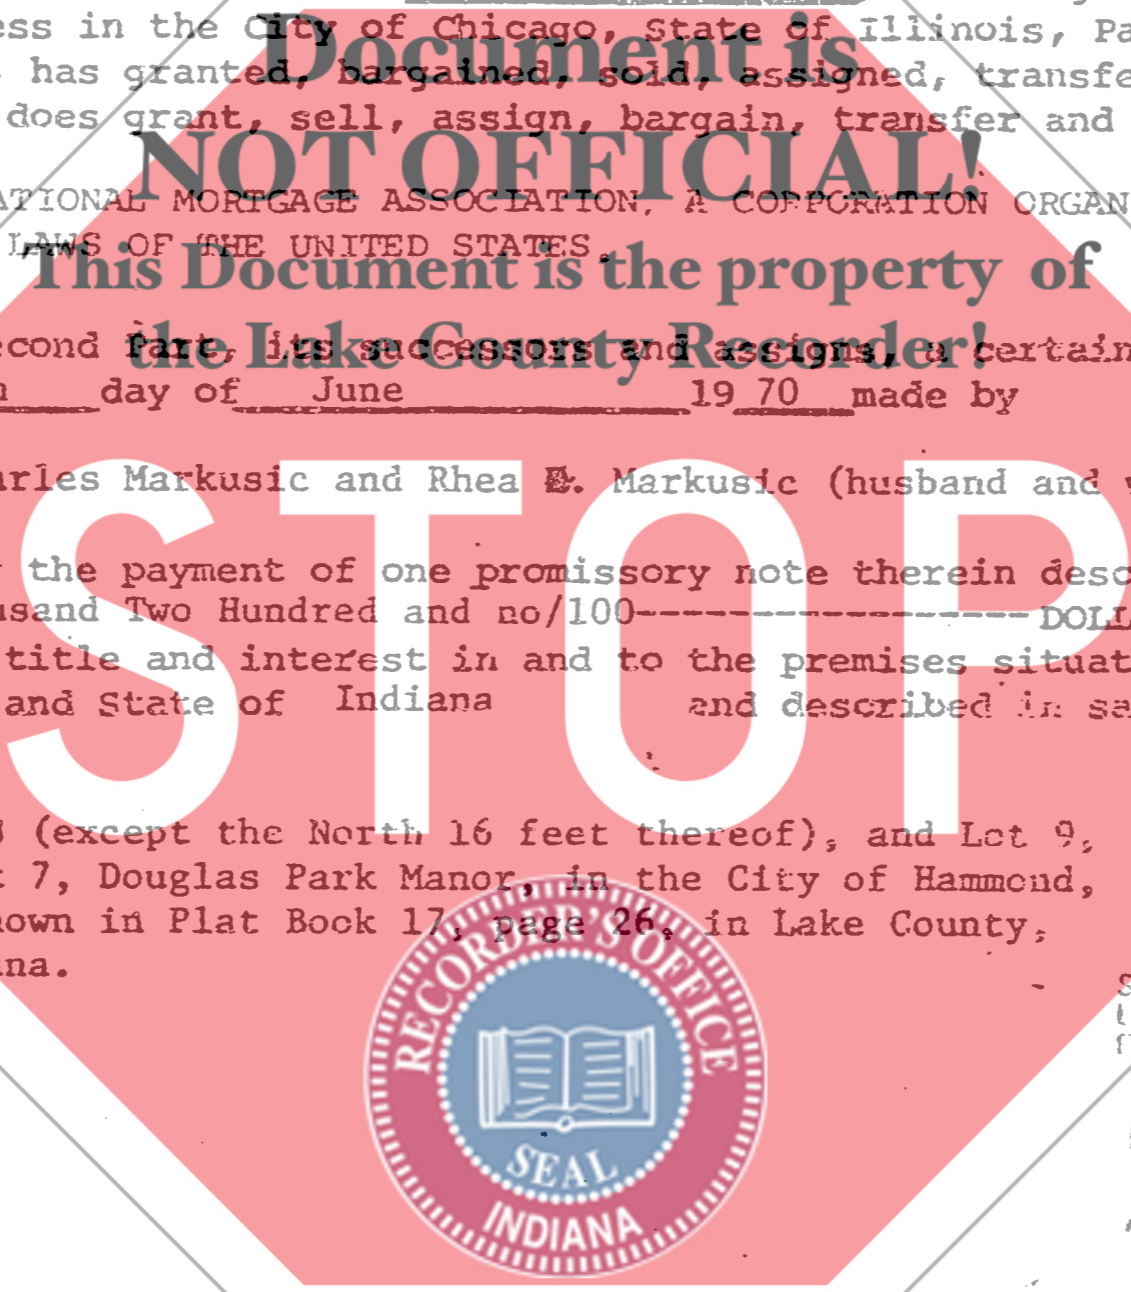 ess in the City of Chicago, State of Illinois, Pa
has granted, bargained, sold, assigned, transfe
does grant, sell, assign, bargain, transfer and
ATIONAL MORTGAGE ASSOCIATION, A CORPORATION ORGAN
LAWS OF THE UNITED STATES,
Document is
NOT OFFICIAL!
This Document is the property of
the Lake County Recorder!
econd Part, its successors and assigns, a certain
day of June 19 70 made by
arles Markusic and Rhea Markusic (husband and
the payment of one promissory note therein desc
usand Two Hundred and no/100------------------DOLL
title and interest in and to the premises situat
and State of Indiana and described in sa
STOP
(except the North 16 feet thereof), and Lot 9,
7, Douglas Park Manor, in the City of Hammond,
hown in Plat Book 17, page 26, in Lake County,
ana.
RECORDER'S OFFICE
SEAL
INDIANA